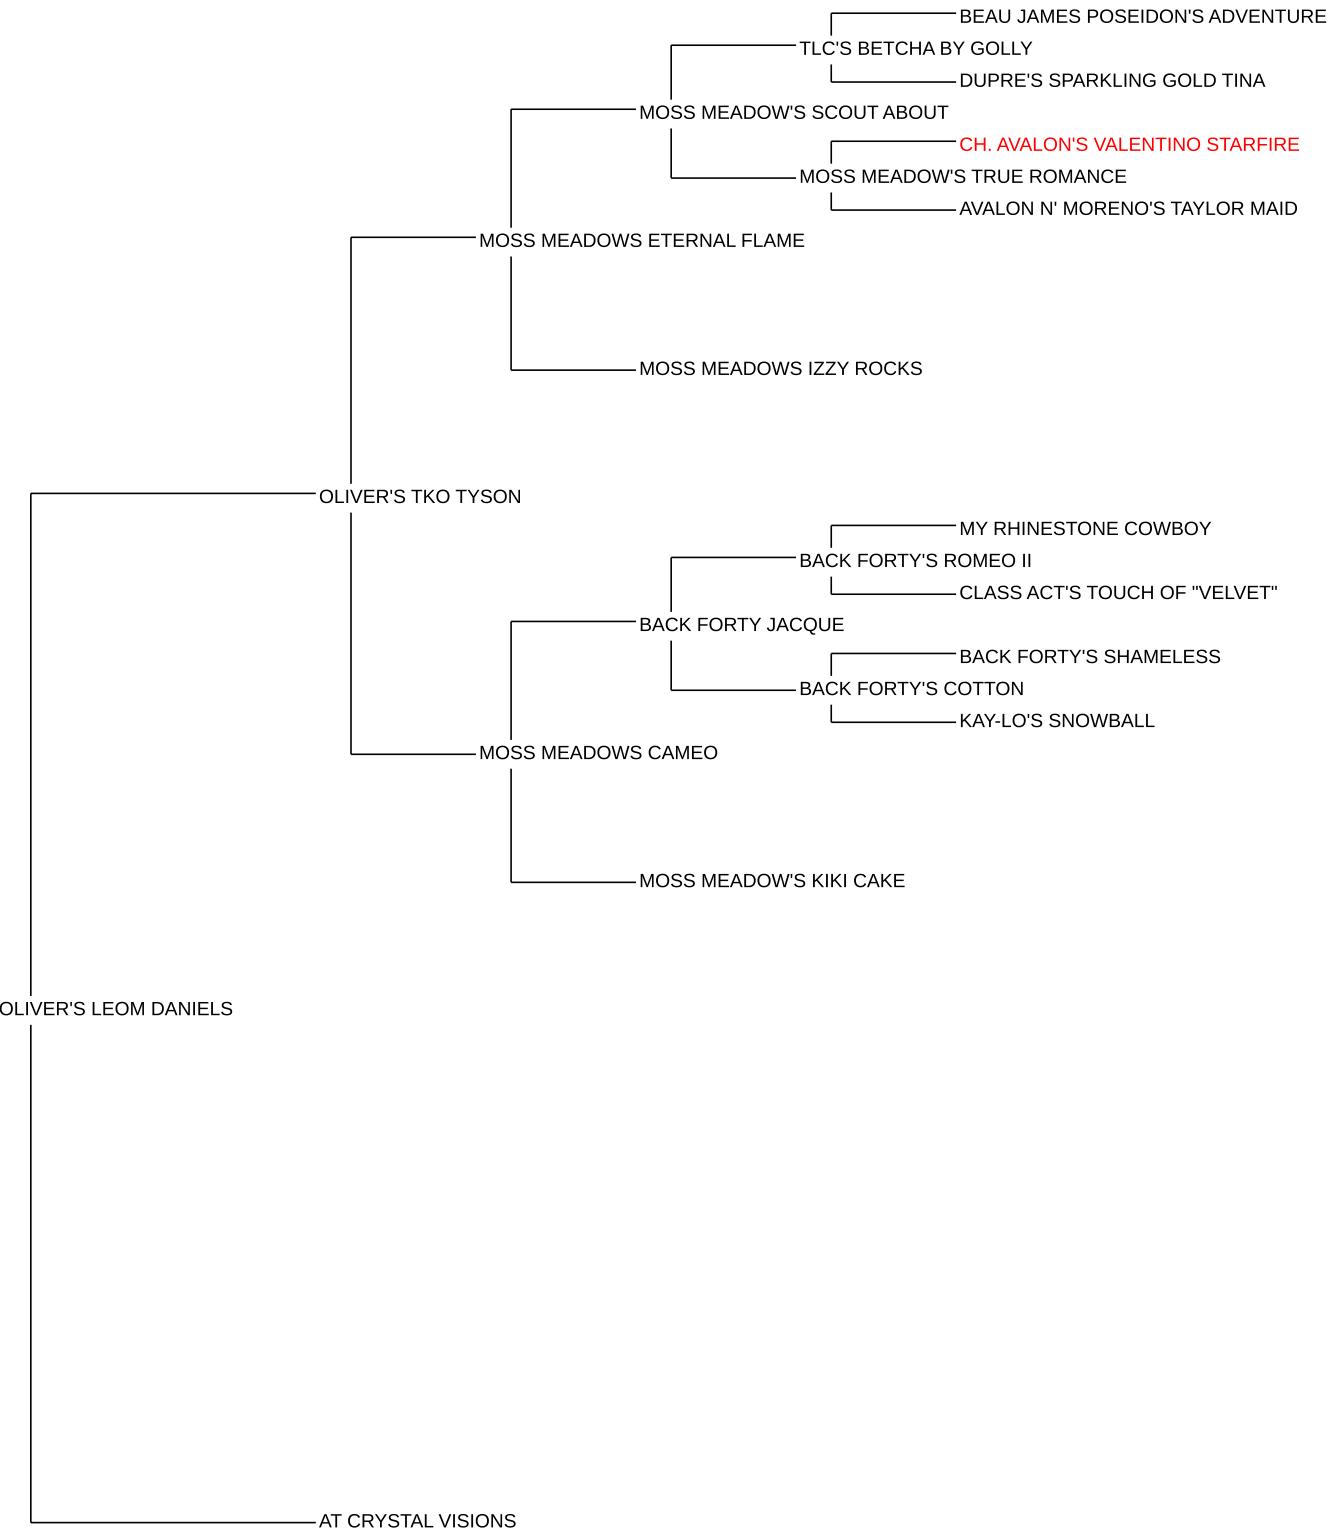 BEAU JAMES POSEIDON'S ADVENTURE
TLC'S BETCHA BY GOLLY
DUPRE'S SPARKLING GOLD TINA
MOSS MEADOW'S SCOUT ABOUT
CH. AVALON'S VALENTINO STARFIRE
MOSS MEADOW'S TRUE ROMANCE
AVALON N' MORENO'S TAYLOR MAID
MOSS MEADOWS ETERNAL FLAME
MOSS MEADOWS IZZY ROCKS
OLIVER'S TKO TYSON
MY RHINESTONE COWBOY
BACK FORTY'S ROMEO II
CLASS ACT'S TOUCH OF "VELVET"
BACK FORTY JACQUE
BACK FORTY'S SHAMELESS
BACK FORTY'S COTTON
KAY-LO'S SNOWBALL
MOSS MEADOWS CAMEO
MOSS MEADOW'S KIKI CAKE
OLIVER'S LEOM DANIELS
AT CRYSTAL VISIONS